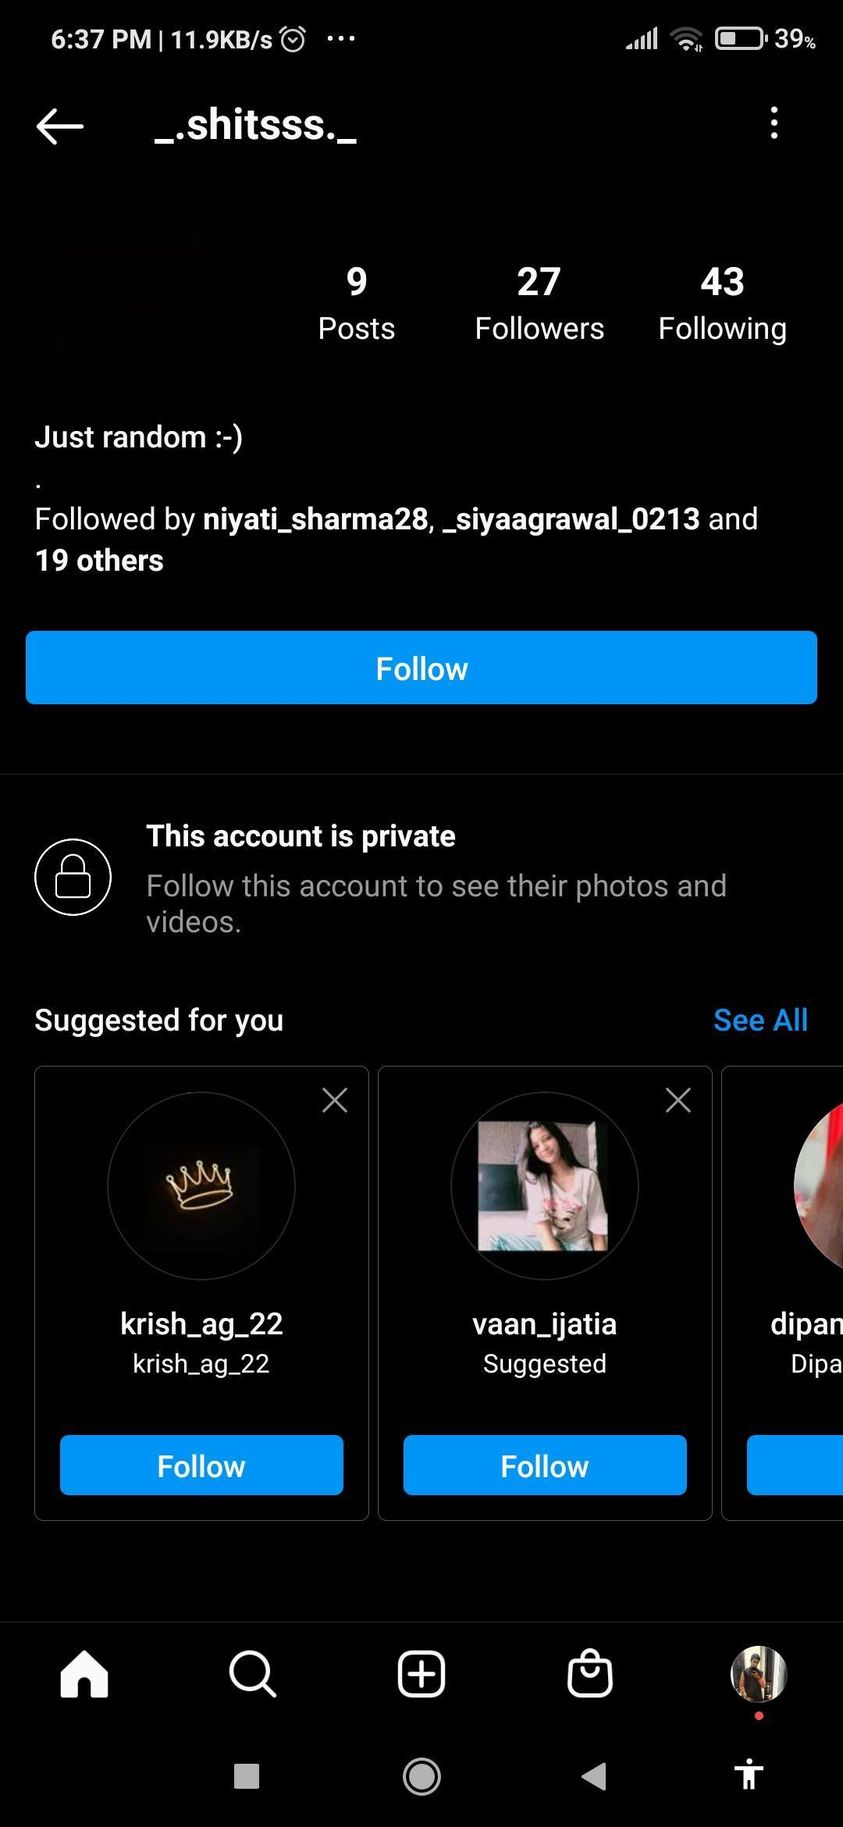 6:37 PM | 11.9KB/s ...
39%
_.shitsss._
9 27 43
Posts Followers Following
Just random :-)
.
Followed by niyati_sharma28, _siyaagrawal_0213 and
19 others
Follow
This account is private
Follow this account to see their photos and
videos.
Suggested for you See All
krish_ag_22 vaan_ijatia dipan
krish_ag_22 Suggested Dipa
Follow Follow